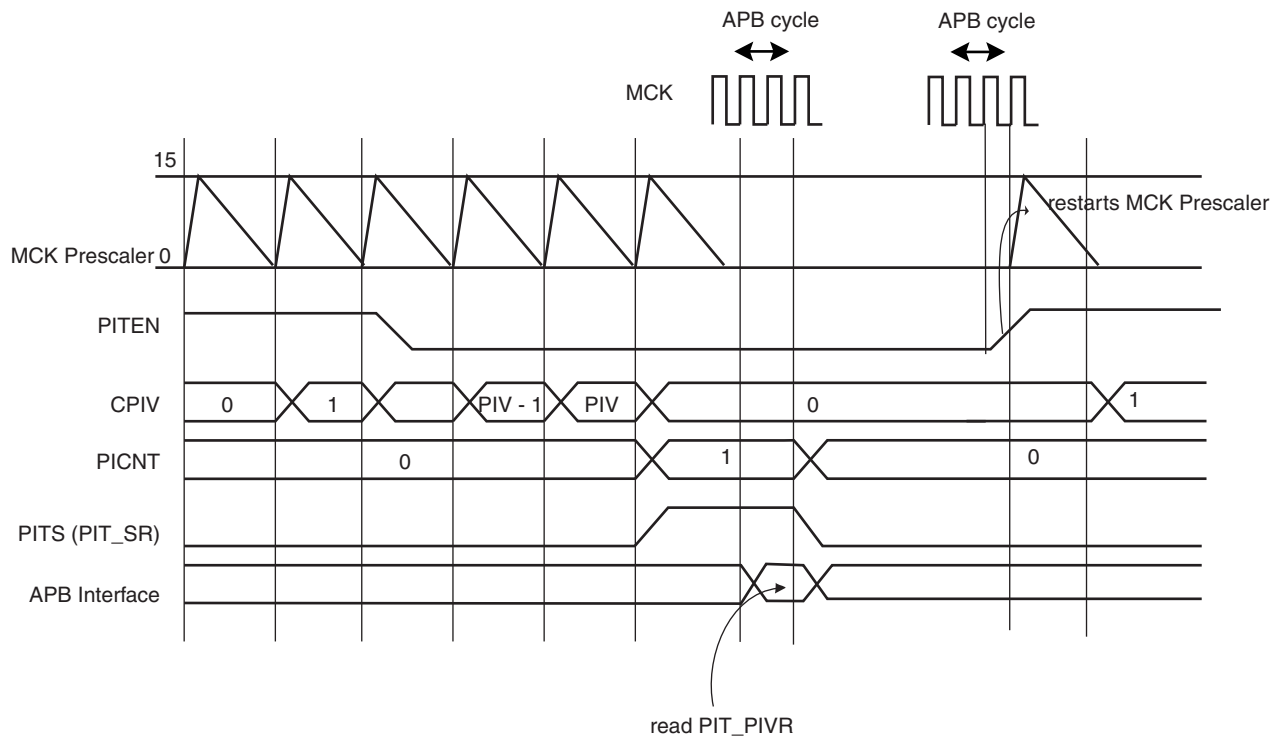 APB cycle
APB cycle
MCK
15
restarts MCK Prescaler
MCK Prescaler 0
PITEN
CPIV
0
1
PIV - 1
PIV
0
1
PICNT
0
1
0
PITS (PIT_SR)
APB Interface
read PIT_PIVR